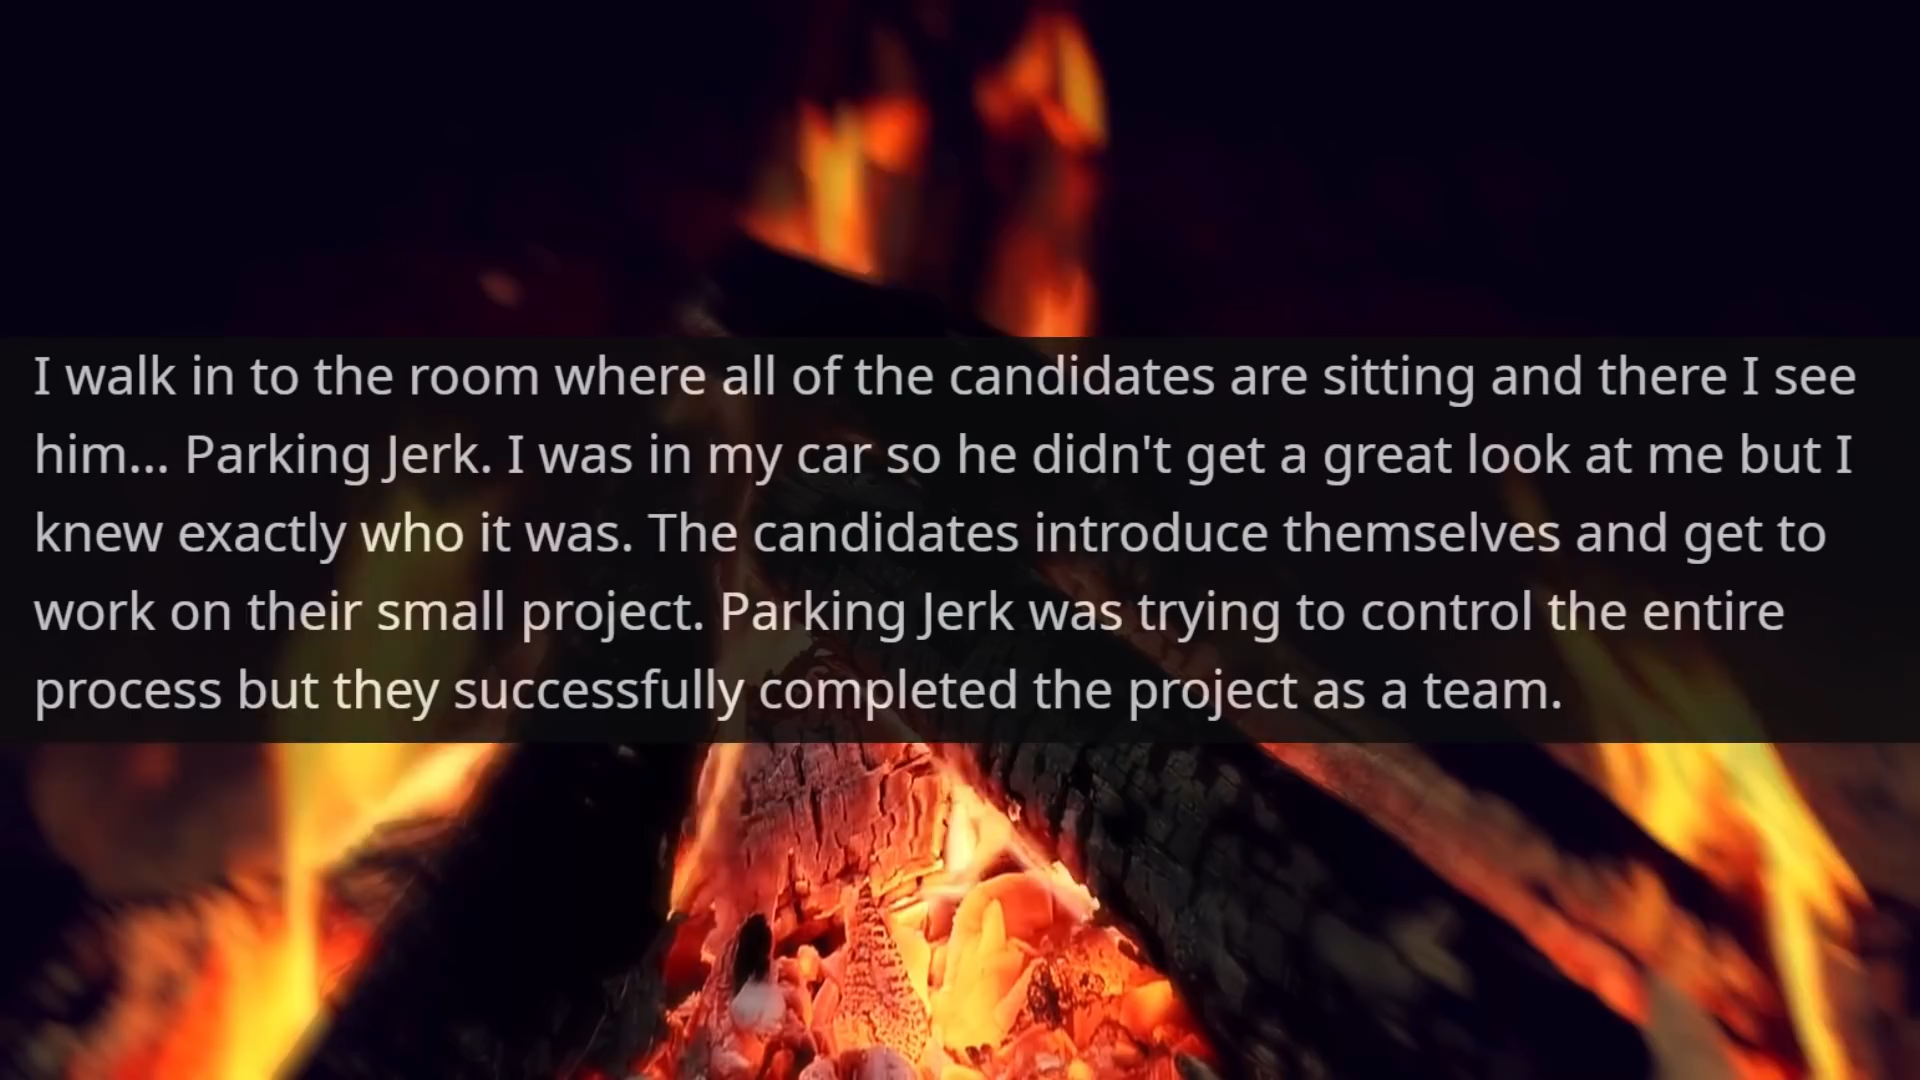 I walk in to the room where all of the candidates are sitting and there I see
him... Parking Jerk. I was in my car so he didn't get a great look at me but I
knew exactly who it was. The candidates introduce themselves and get to
work on their small project. Parking Jerk was trying to control the entire
process but they successfully completed the project as a team.